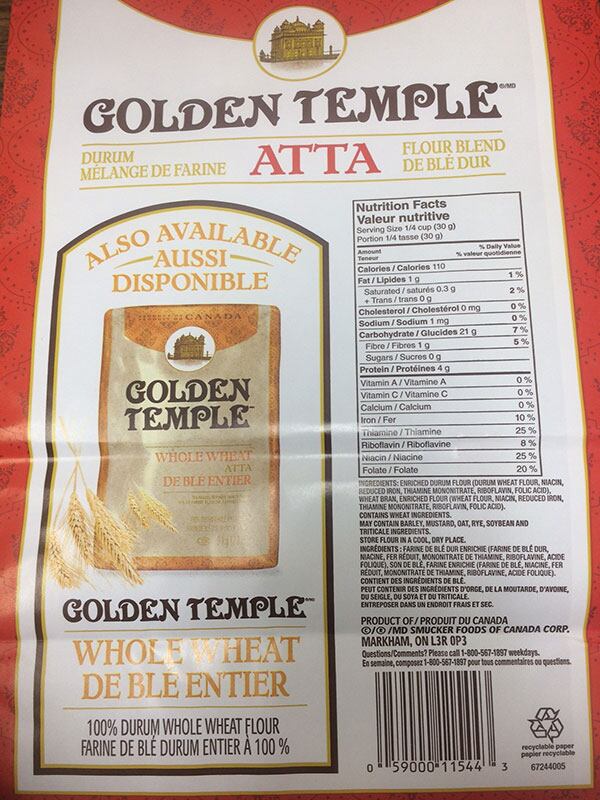 GOLDEN TEMPLE ®/MD
DURUM
MÉLANGE DE FARINE
ATTA
FLOUR BLEND
DE BLÉ DUR
ALSO AVAILABLE
AUSSI
DISPONIBLE
CANADA
GOLDEN
TEMPLE
WHOLE WHEAT
ATTA
DE BLÉ ENTIER
GOLDEN TEMPLE
WHOLE WHEAT
DE BLÉ ENTIER
100% DURUM WHOLE WHEAT FLOUR
FARINE DE BLÉ DURUM ENTIER À 100 %
Nutrition Facts
Valeur nutritive
Serving Size 1/4 cup (30 g)
Portion 1/4 tasse (30 g)
Amount % Daily Value
Teneur % valeur quotidienne
Calories / Calories 110
Fat / Lipides 1 g 1 %
Saturated / saturés 0.3 g 2 %
+ Trans / trans 0 g
Cholesterol / Cholestérol 0 mg 0 %
Sodium / Sodium 1 mg 0 %
Carbohydrate / Glucides 21 g 7 %
Fibre / Fibres 1 g 5 %
Sugars / Sucres 0 g
Protein / Protéines 4 g
Vitamin A / Vitamine A 0 %
Vitamin C / Vitamine C 0 %
Calcium / Calcium 0 %
Iron / Fer 10 %
Thiamine / Thiamine 25 %
Riboflavin / Riboflavine 8 %
Niacin / Niacine 25 %
Folate / Folate 20 %
INGREDIENTS: ENRICHED DURUM FLOUR (DURUM WHEAT FLOUR, NIACIN,
REDUCED IRON, THIAMINE MONONITRATE, RIBOFLAVIN, FOLIC ACID),
WHEAT BRAN, ENRICHED FLOUR (WHEAT FLOUR, NIACIN, REDUCED IRON,
THIAMINE MONONITRATE, RIBOFLAVIN, FOLIC ACID).
CONTAINS WHEAT INGREDIENTS.
MAY CONTAIN BARLEY, MUSTARD, OAT, RYE, SOYBEAN AND
TRITICALE INGREDIENTS.
STORE FLOUR IN A COOL, DRY PLACE.
INGRÉDIENTS : FARINE DE BLÉ DUR ENRICHIE (FARINE DE BLÉ DUR,
NIACINE, FER RÉDUIT, MONONITRATE DE THIAMINE, RIBOFLAVINE, ACIDE
FOLIQUE), SON DE BLÉ, FARINE ENRICHIE (FARINE DE BLÉ, NIACINE, FER
RÉDUIT, MONONITRATE DE THIAMINE, RIBOFLAVINE, ACIDE FOLIQUE).
CONTIENT DES INGRÉDIENTS DE BLÉ.
PEUT CONTENIR DES INGRÉDIENTS D'ORGE, DE LA MOUTARDE, D'AVOINE,
DU SEIGLE, DU SOYA ET DU TRITICALE.
ENTREPOSER DANS UN ENDROIT FRAIS ET SEC.
PRODUCT OF / PRODUIT DU CANADA
©/® /MD SMUCKER FOODS OF CANADA CORP.
MARKHAM, ON L3R 0P3
Questions/Comments? Please call 1-800-567-1897 weekdays.
En semaine, composez 1-800-567-1897 pour tous commentaires ou questions.
0 59000 11544 3
recyclable paper
papier recyclable
67244005